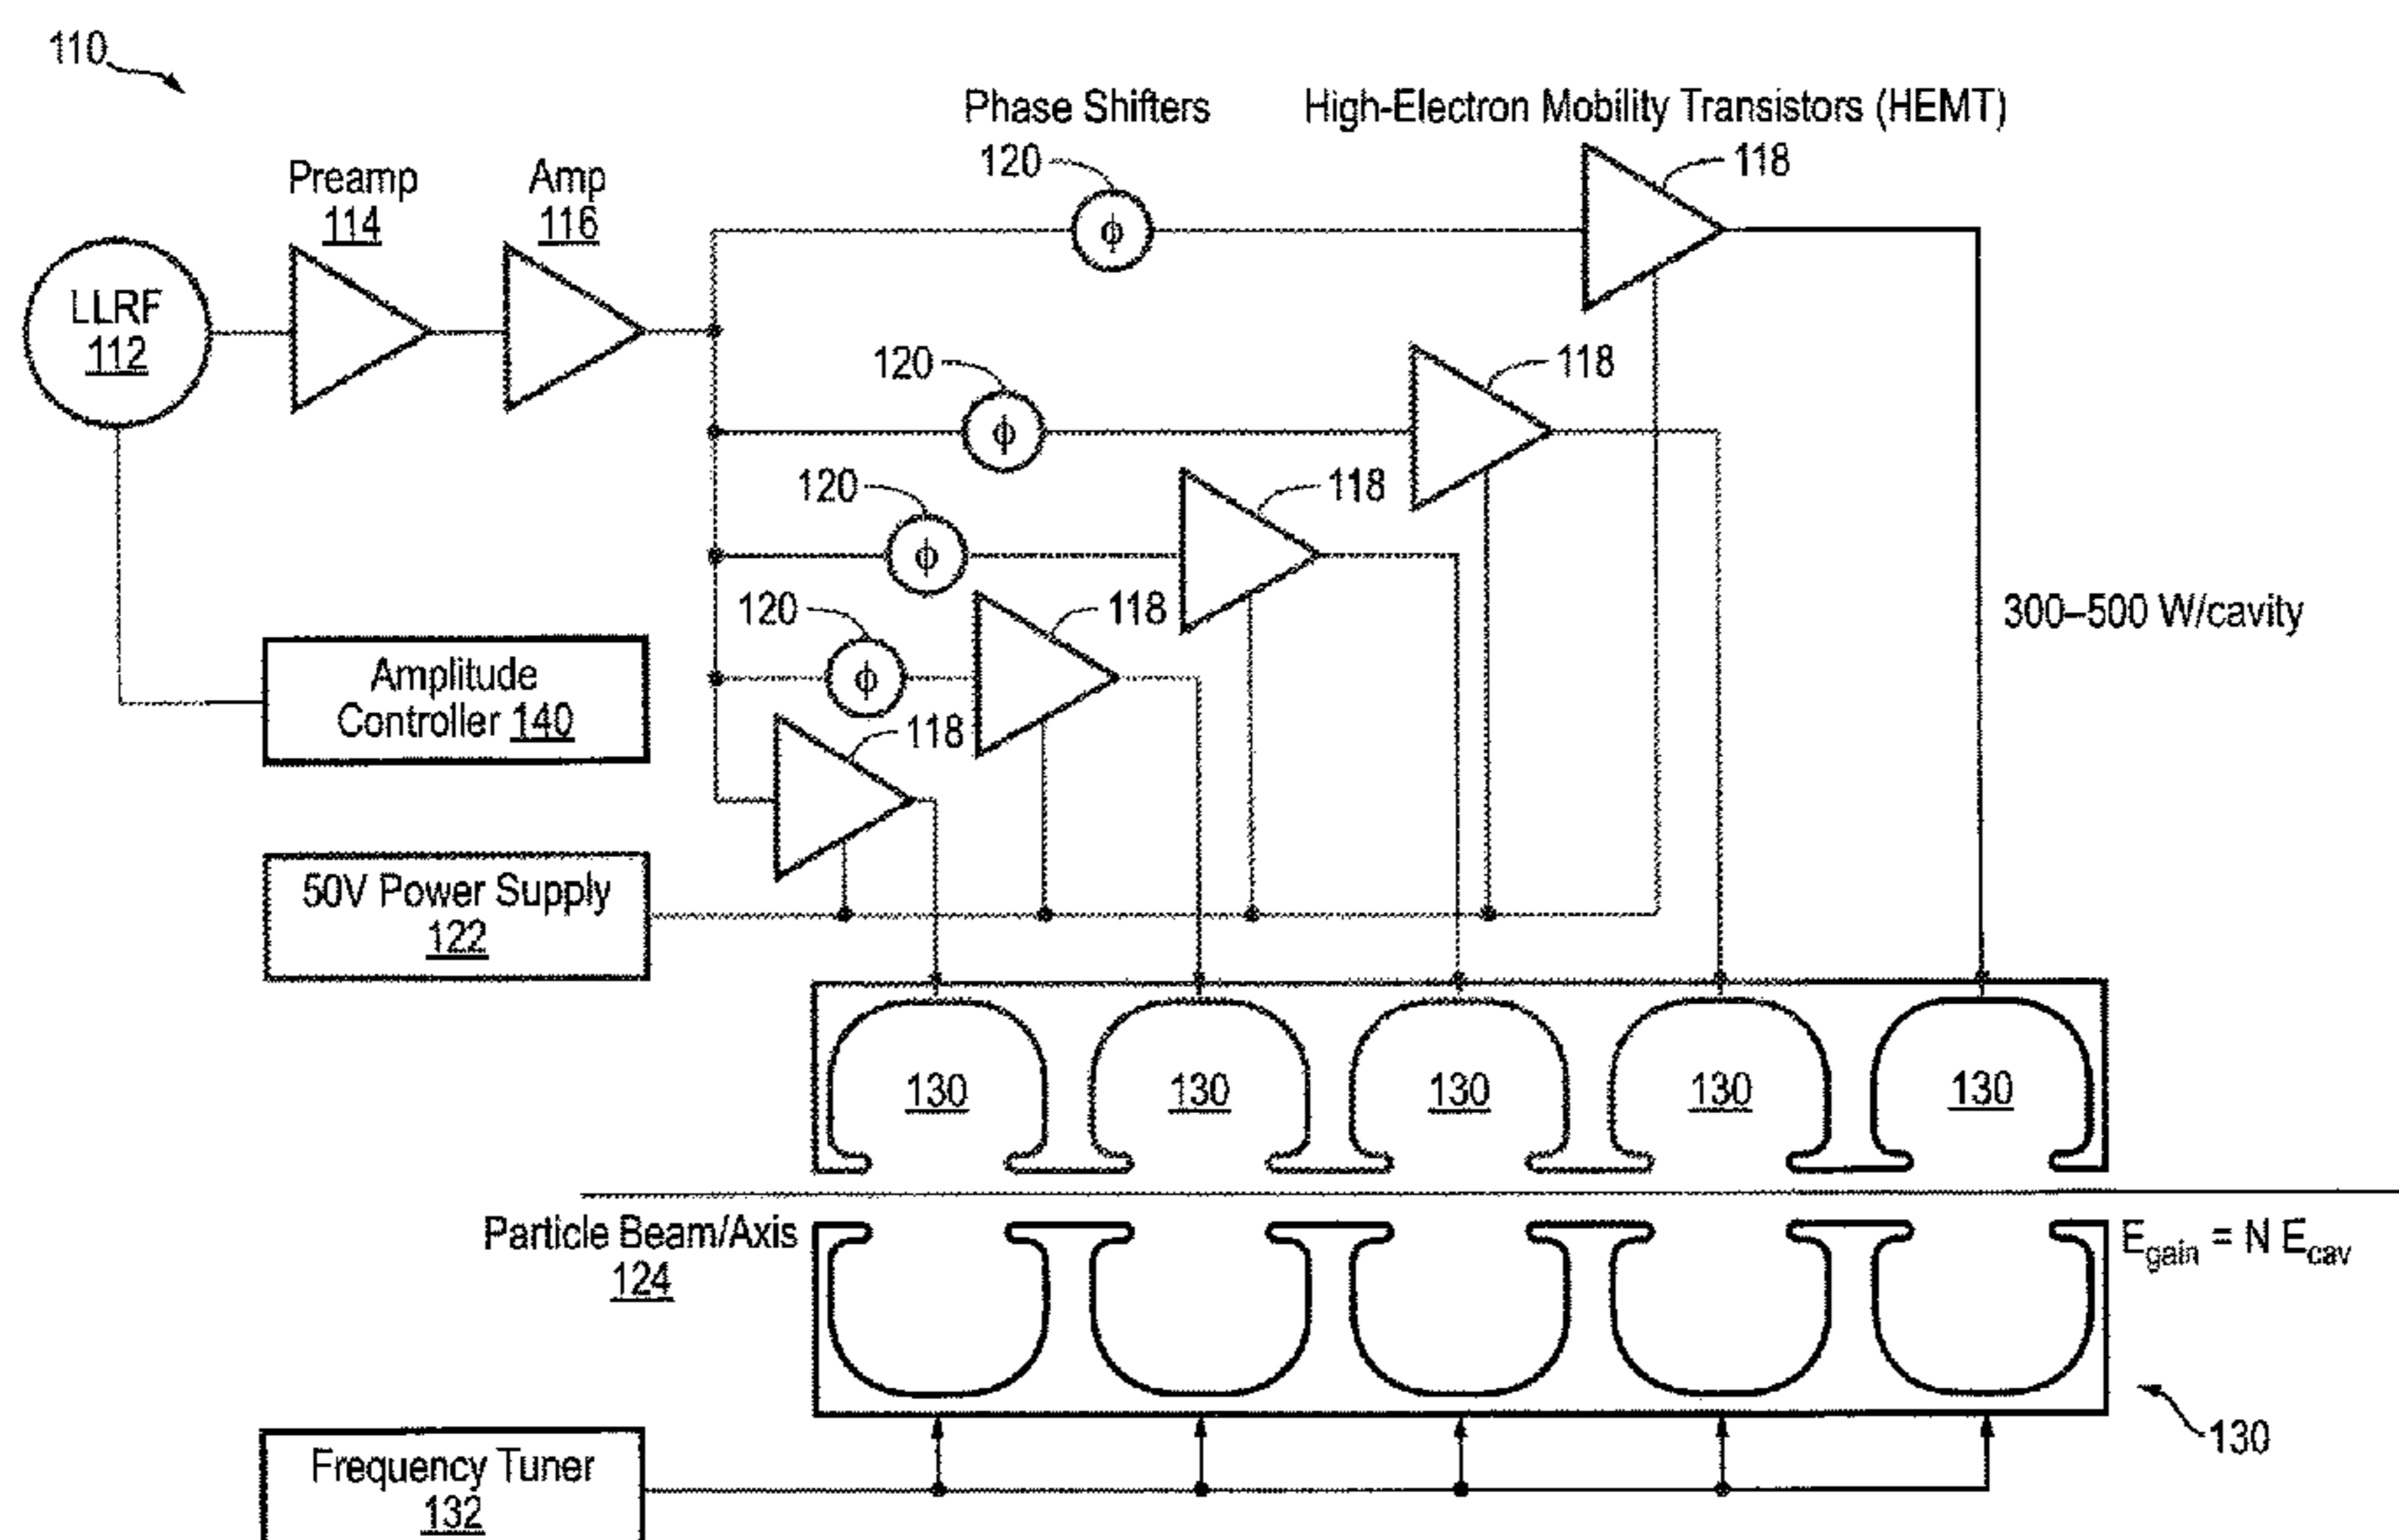 110
Phase Shifters
High-Electron Mobility Transistors (HEMT)
120
118
Preamp
114
Amp
116
ϕ
LLRF
112
120
118
ϕ
120
118
ϕ
300–500 W/cavity
120
118
ϕ
Amplitude
Controller 140
118
50V Power Supply
122
130
130
130
130
130
Particle Beam/Axis
124
E_gain = N E_cav
130
Frequency Tuner
132